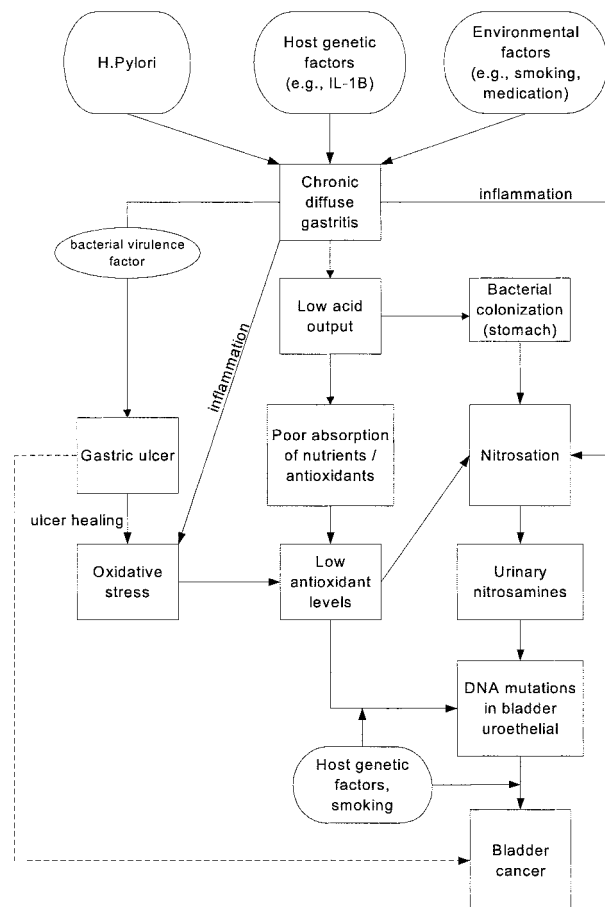 H.Pylori
Host genetic
factors
(e.g., IL-1B)
Environmental
factors
(e.g., smoking,
medication)
Chronic
diffuse
gastritis
inflammation
bacterial virulence
factor
Low acid
output
Bacterial
colonization
(stomach)
inflammation
Gastric ulcer
Poor absorption
of nutrients /
antioxidants
Nitrosation
ulcer healing
Oxidative
stress
Low
antioxidant
levels
Urinary
nitrosamines
DNA mutations
in bladder
uroethelial
Host genetic
factors,
smoking
Bladder
cancer